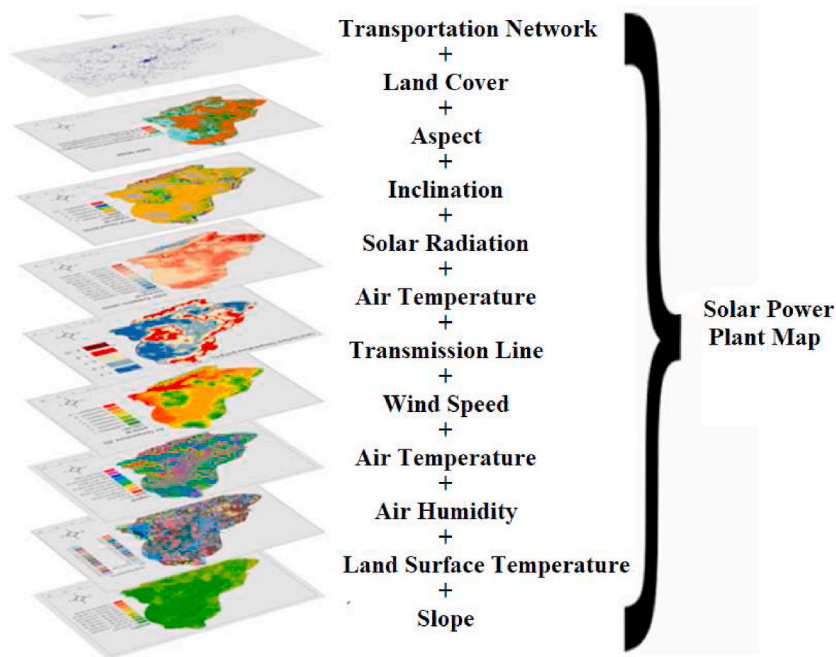 Transportation Network
+
Land Cover
+
Aspect
+
Inclination
+
Solar Radiation
+
Air Temperature
+
Transmission Line
+
Wind Speed
+
Air Temperature
+
Air Humidity
+
Land Surface Temperature
+
Slope
Solar Power
Plant Map